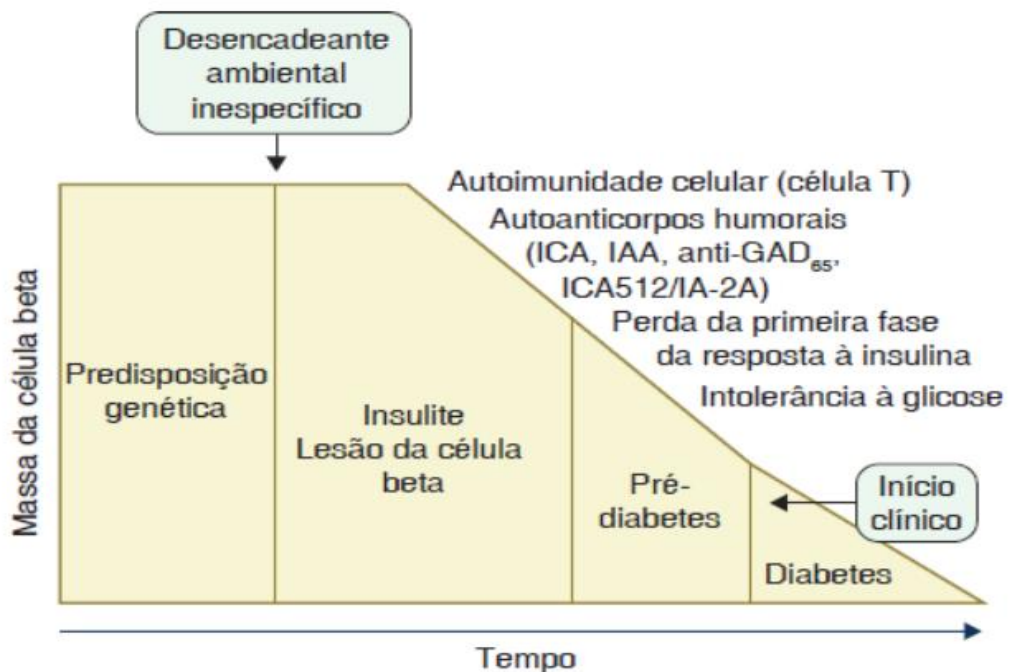 Desencadeante
ambiental
inespecífico
Autoimunidade celular (célula T)
Autoanticorpos humorais
(ICA, IAA, anti-GAD65,
ICA512/IA-2A)
Perda da primeira fase
da resposta à insulina
Intolerância à glicose
Massa da célula beta
Predisposição
genética
Insulite
Lesão da célula
beta
Pré-
diabetes
Início
clínico
Diabetes
Tempo